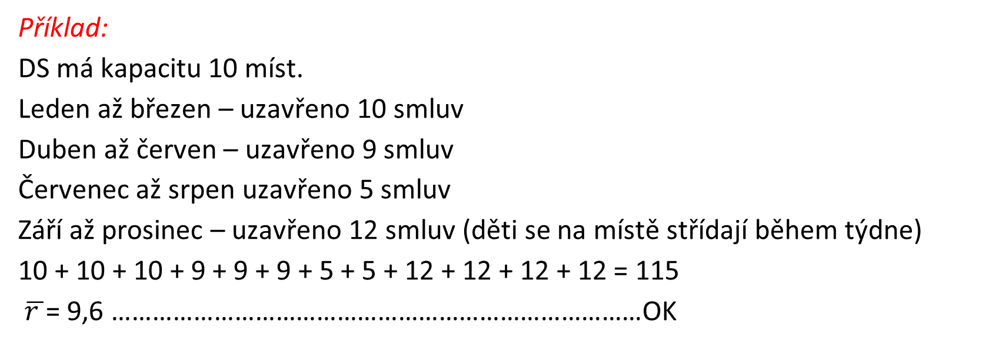 Příklad:
DS má kapacitu 10 míst.
Leden až březen – uzavřeno 10 smluv
Duben až červen – uzavřeno 9 smluv
Červenec až srpen uzavřeno 5 smluv
Září až prosinec – uzavřeno 12 smluv (děti se na místě střídají během týdne)
10 + 10 + 10 + 9 + 9 + 9 + 5 + 5 + 12 + 12 + 12 + 12 = 115
r̅ = 9,6 ……………………………………………………………………OK